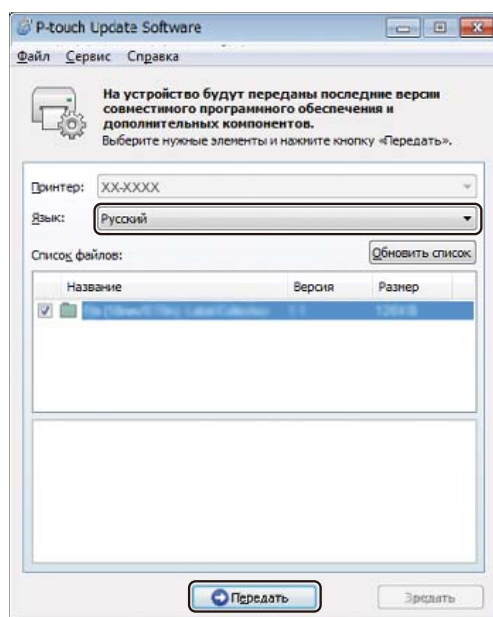 P-touch Update Software
Файл Сервис Справка
На устройство будут переданы последние версии
совместимого программного обеспечения и
дополнительных компонентов.
Выберите нужные элементы и нажмите кнопку «Передать».
Принтер: XX-XXXX
Язык: Русский
Список файлов: Обновить список
Название Версия Размер
Передать